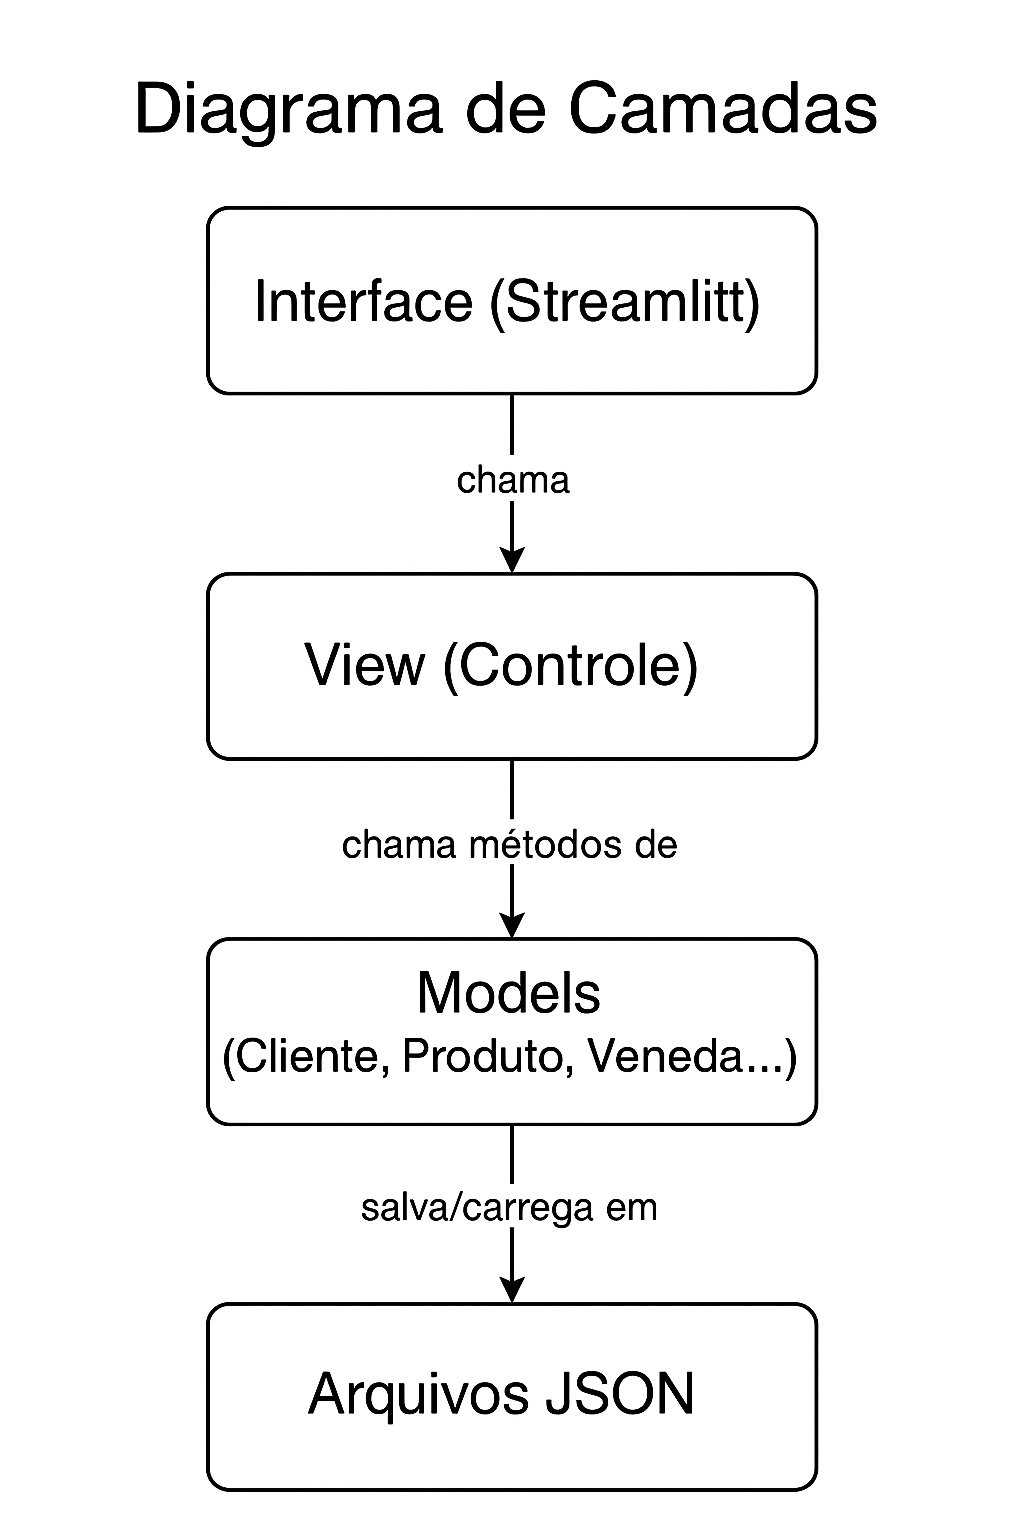 Diagrama de Camadas
Interface (Streamlitt)
chama
View (Controle)
chama métodos de
Models
(Cliente, Produto, Veneda...)
salva/carrega em
Arquivos JSON